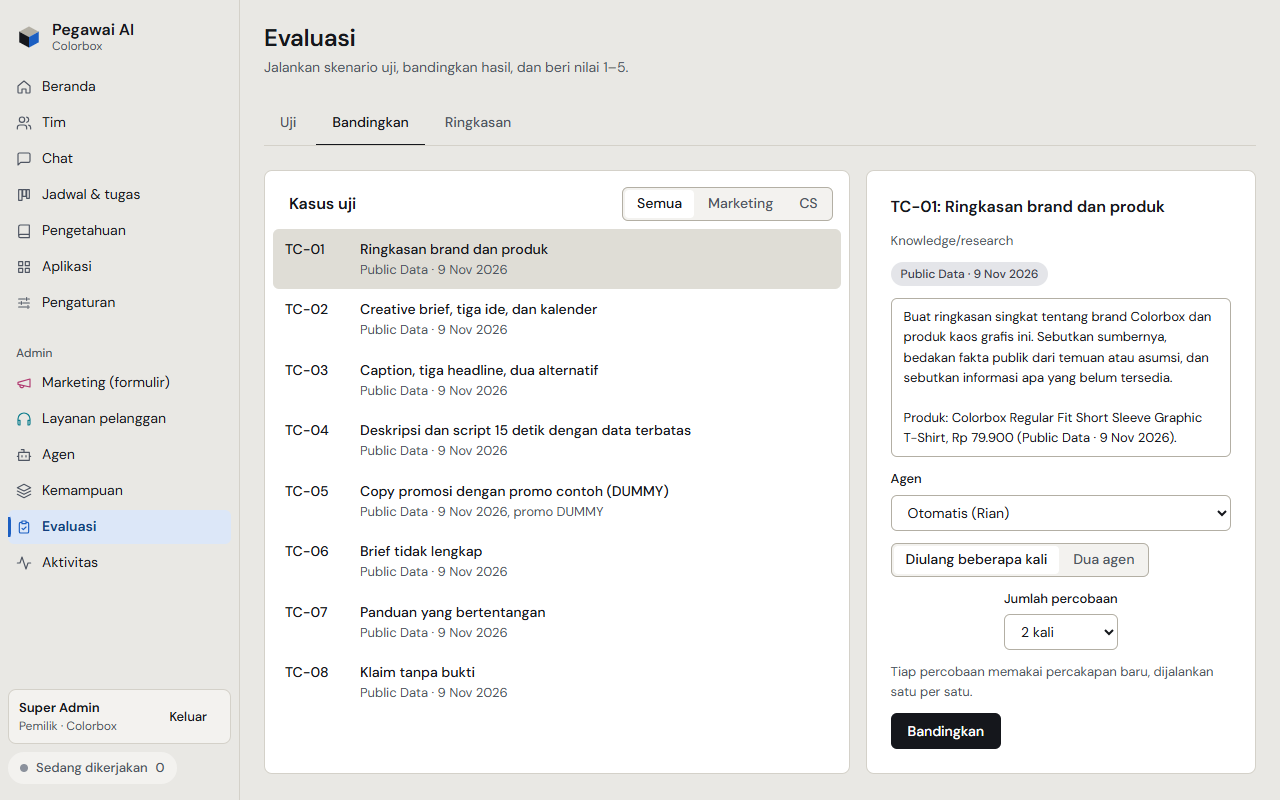 Pegawai AI
Colorbox
Beranda
Tim
Chat
Jadwal & tugas
Pengetahuan
Aplikasi
Pengaturan
Admin
Marketing (formulir)
Layanan pelanggan
Agen
Kemampuan
Evaluasi
Aktivitas
Super Admin
Pemilik · Colorbox
Keluar
Sedang dikerjakan 0
Evaluasi
Jalankan skenario uji, bandingkan hasil, dan beri nilai 1–5.
Uji
Bandingkan
Ringkasan
Kasus uji
Semua
Marketing
CS
TC-01
Ringkasan brand dan produk
Public Data · 9 Nov 2026
TC-02
Creative brief, tiga ide, dan kalender
Public Data · 9 Nov 2026
TC-03
Caption, tiga headline, dua alternatif
Public Data · 9 Nov 2026
TC-04
Deskripsi dan script 15 detik dengan data terbatas
Public Data · 9 Nov 2026
TC-05
Copy promosi dengan promo contoh (DUMMY)
Public Data · 9 Nov 2026, promo DUMMY
TC-06
Brief tidak lengkap
Public Data · 9 Nov 2026
TC-07
Panduan yang bertentangan
Public Data · 9 Nov 2026
TC-08
Klaim tanpa bukti
Public Data · 9 Nov 2026
TC-01: Ringkasan brand dan produk
Knowledge/research
Public Data · 9 Nov 2026
Buat ringkasan singkat tentang brand Colorbox dan
produk kaos grafis ini. Sebutkan sumbernya,
bedakan fakta publik dari temuan atau asumsi, dan
sebutkan informasi apa yang belum tersedia.
Produk: Colorbox Regular Fit Short Sleeve Graphic
T-Shirt, Rp 79.900 (Public Data · 9 Nov 2026).
Agen
Otomatis (Rian)
Diulang beberapa kali
Dua agen
Jumlah percobaan
2 kali
Tiap percobaan memakai percakapan baru, dijalankan
satu per satu.
Bandingkan